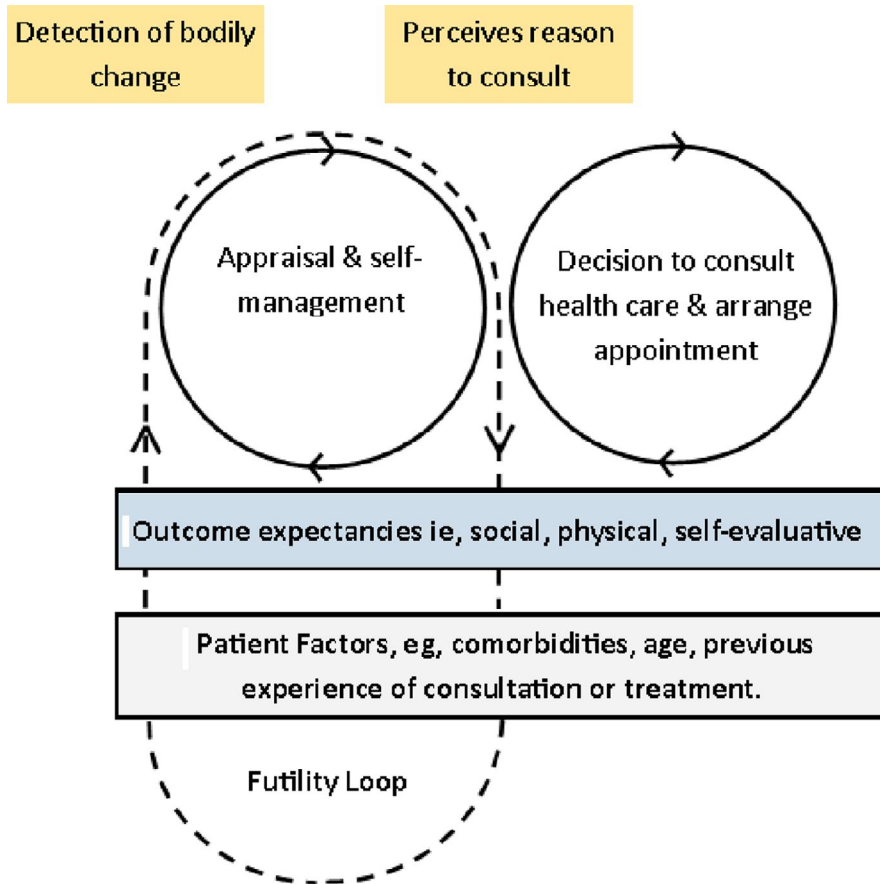 Detection of bodily
change
Perceives reason
to consult
Appraisal & self-
management
Decision to consult
health care & arrange
appointment
Outcome expectancies ie, social, physical, self-evaluative
Patient Factors, eg, comorbidities, age, previous
experience of consultation or treatment.
Futility Loop